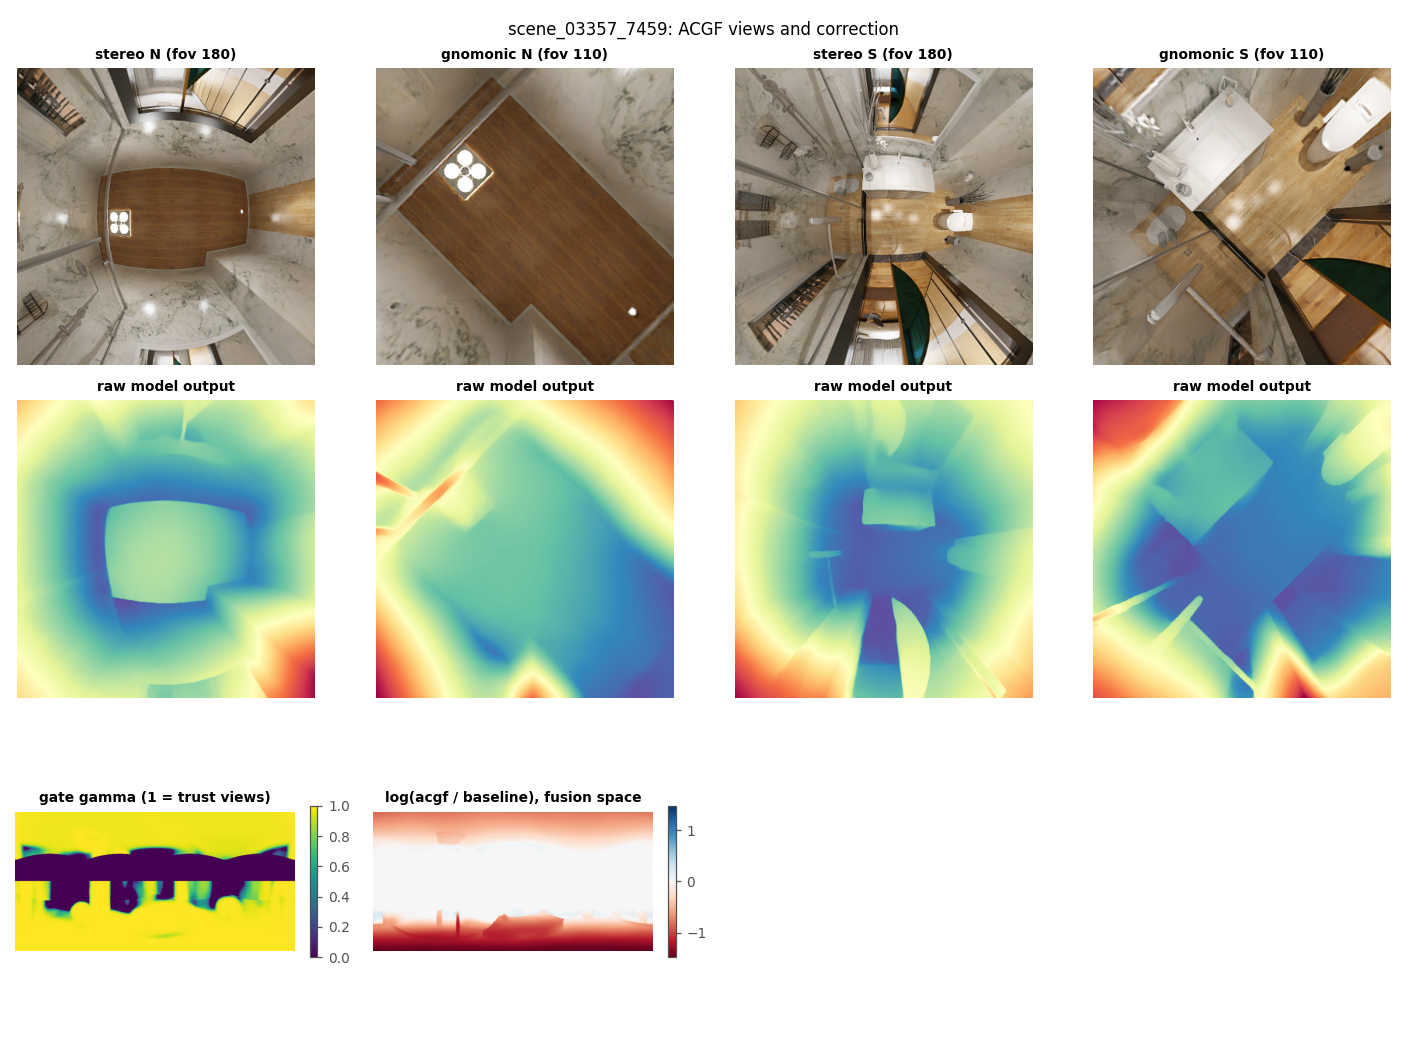 scene_03357_7459: ACGF views and correction
stereo N (fov 180)
gnomonic N (fov 110)
stereo S (fov 180)
gnomonic S (fov 110)
raw model output
raw model output
raw model output
raw model output
gate gamma (1 = trust views)
log(acgf / baseline), fusion space
1.0
0.8
0.6
0.4
0.2
0.0
1
0
−1